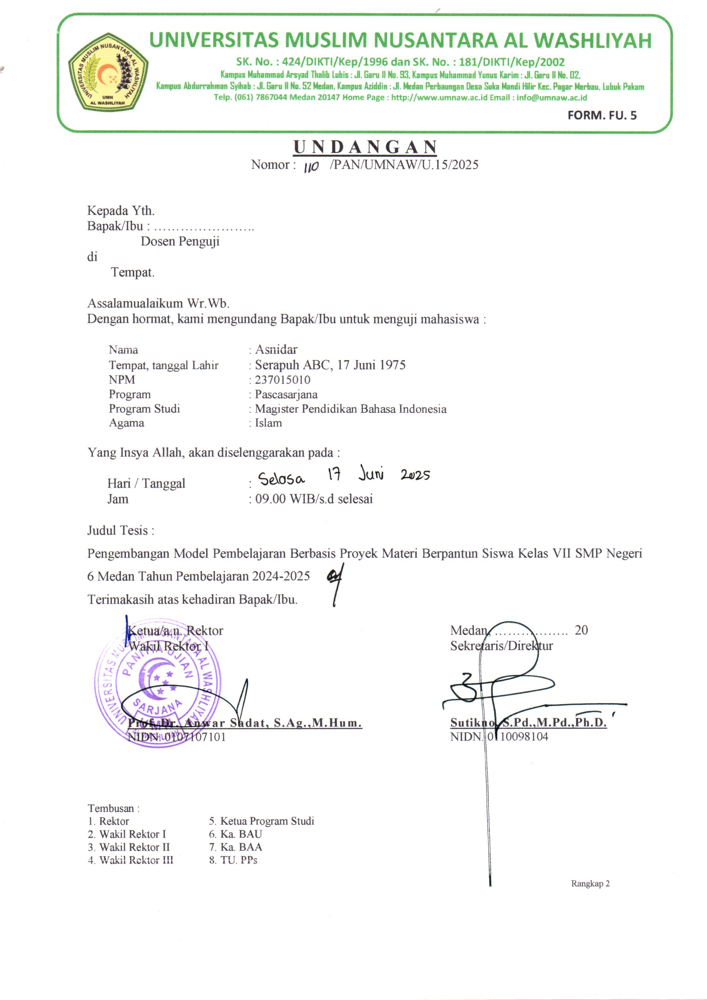 UNIVERSITAS MUSLIM NUSANTARA AL WASHLIYAH
UMN
AL WASHLIYAH
UNIVERSITAS MUSLIM NUSANTARA AL WASHLIYAH
SK. No. : 424/DIKTI/Kep/1996 dan SK. No. : 181/DIKTI/Kep/2002
Kampus Muhammad Arsyad Thalib Lubis : Jl. Garu II No. 93, Kampus Muhammad Yunus Karim : Jl. Garu II No. 02,
Kampus Abdurrahman Syihab : Jl. Garu II No. 52 Medan, Kampus Aziddin : Jl. Medan Perbaungan Desa Suka Mandi Hilir Kec. Pagar Merbau, Lubuk Pakam
Telp. (061) 7867044 Medan 20147 Home Page : http://www.umnaw.ac.id Email : info@umnaw.ac.id
FORM. FU. 5
UNDANGAN
Nomor : 110 /PAN/UMNAW/U.15/2025
Kepada Yth.
Bapak/Ibu : .......................
Dosen Penguji
di
Tempat.
Assalamualaikum Wr.Wb.
Dengan hormat, kami mengundang Bapak/Ibu untuk menguji mahasiswa :
Nama : Asnidar
Tempat, tanggal Lahir : Serapuh ABC, 17 Juni 1975
NPM : 237015010
Program : Pascasarjana
Program Studi : Magister Pendidikan Bahasa Indonesia
Agama : Islam
Yang Insya Allah, akan diselenggarakan pada :
Hari / Tanggal : Selasa 17 Juni 2025
Jam : 09.00 WIB/s.d selesai
Judul Tesis :
Pengembangan Model Pembelajaran Berbasis Proyek Materi Berpantun Siswa Kelas VII SMP Negeri
6 Medan Tahun Pembelajaran 2024-2025
Terimakasih atas kehadiran Bapak/Ibu.
Ketua/a.n. Rektor
Wakil Rektor I
UNIVERSITAS MUSLIM NUSANTARA AL WASHLIYAH
PANITIA UJIAN
SARJANA
UMN
AL WASHLIYAH
Prof. Dr. Anwar Sadat, S.Ag.,M.Hum.
NIDN. 0107107101
Medan, ................. 20
Sekretaris/Direktur
Sutikno, S.Pd.,M.Pd.,Ph.D.
NIDN. 0110098104
Tembusan :
1. Rektor
2. Wakil Rektor I
3. Wakil Rektor II
4. Wakil Rektor III
5. Ketua Program Studi
6. Ka. BAU
7. Ka. BAA
8. TU. PPs
Rangkap 2